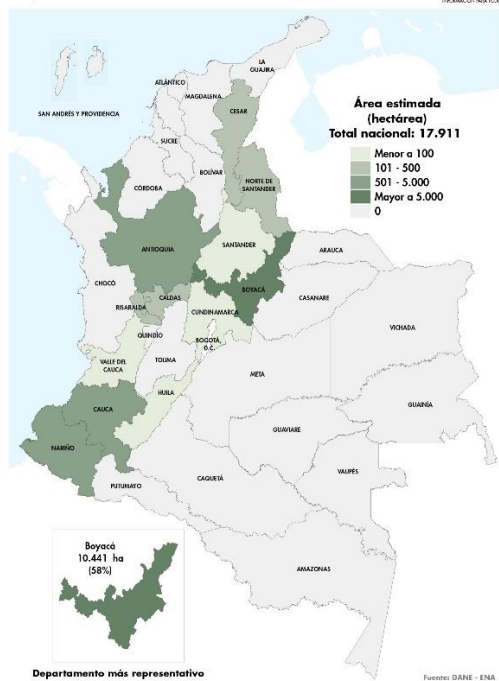 INFORMACIÓN PARA TODOS
LA
GUAJIRA
ATLÁNTICO
MAGDALENA
CESAR
SAN ANDRÉS Y PROVIDENCIA
SUCRE
BOLÍVAR
CÓRDOBA
NORTE DE
SANTANDER
Área estimada
(hectárea)
Total nacional: 17.911
Menor a 100
101 - 500
501 - 5.000
Mayor a 5.000
0
ANTIOQUIA
SANTANDER
ARAUCA
CHOCÓ
BOYACÁ
CASANARE
RISARALDA
CALDAS
CUNDINAMARCA
VICHADA
QUINDÍO
BOGOTÁ,
D.C.
VALLE DEL
CAUCA
TOLIMA
META
HUILA
GUAINÍA
CAUCA
GUAVIARE
NARIÑO
VAUPÉS
PUTUMAYO
CAQUETÁ
AMAZONAS
Boyacá
10.441 ha
(58%)
Departamento más representativo
Fuente: DANE - ENA